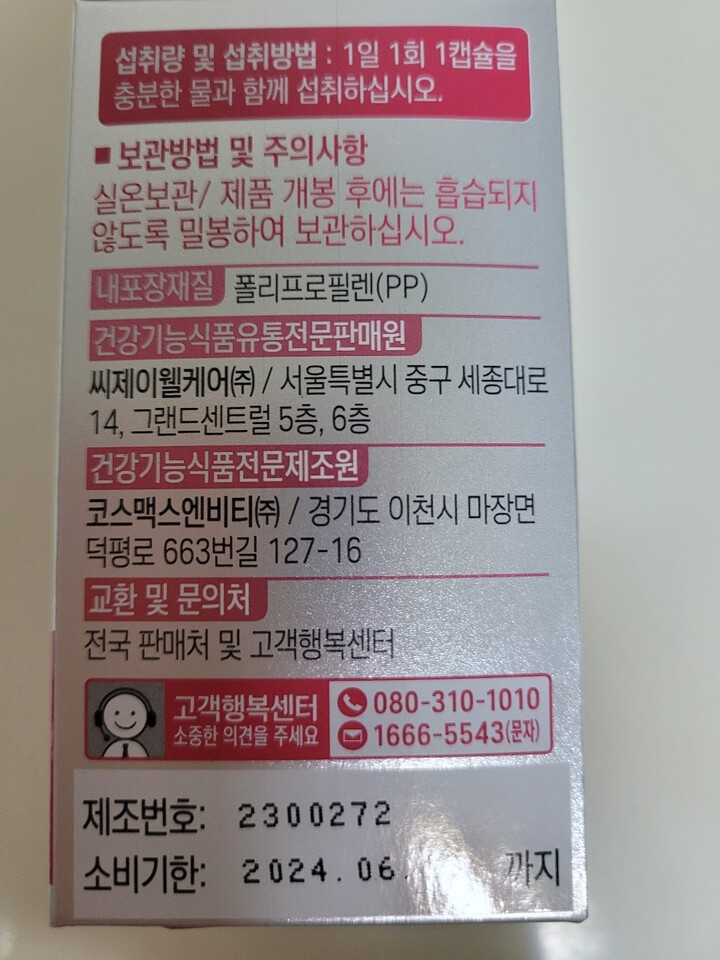 섭취량 및 섭취방법 : 1일 1회 1캡슐을
충분한 물과 함께 섭취하십시오.
■ 보관방법 및 주의사항
실온보관/ 제품 개봉 후에는 흡습되지
않도록 밀봉하여 보관하십시오.
내포장재질 폴리프로필렌(PP)
건강기능식품유통전문판매원
씨제이웰케어㈜ / 서울특별시 중구 세종대로
14, 그랜드센트럴 5층, 6층
건강기능식품전문제조원
코스맥스엔비티㈜ / 경기도 이천시 마장면
덕평로 663번길 127-16
교환 및 문의처
전국 판매처 및 고객행복센터
고객행복센터 080-310-1010
소중한 의견을 주세요 1666-5543(문자)
제조번호: 2300272
소비기한: 2024.06. 까지